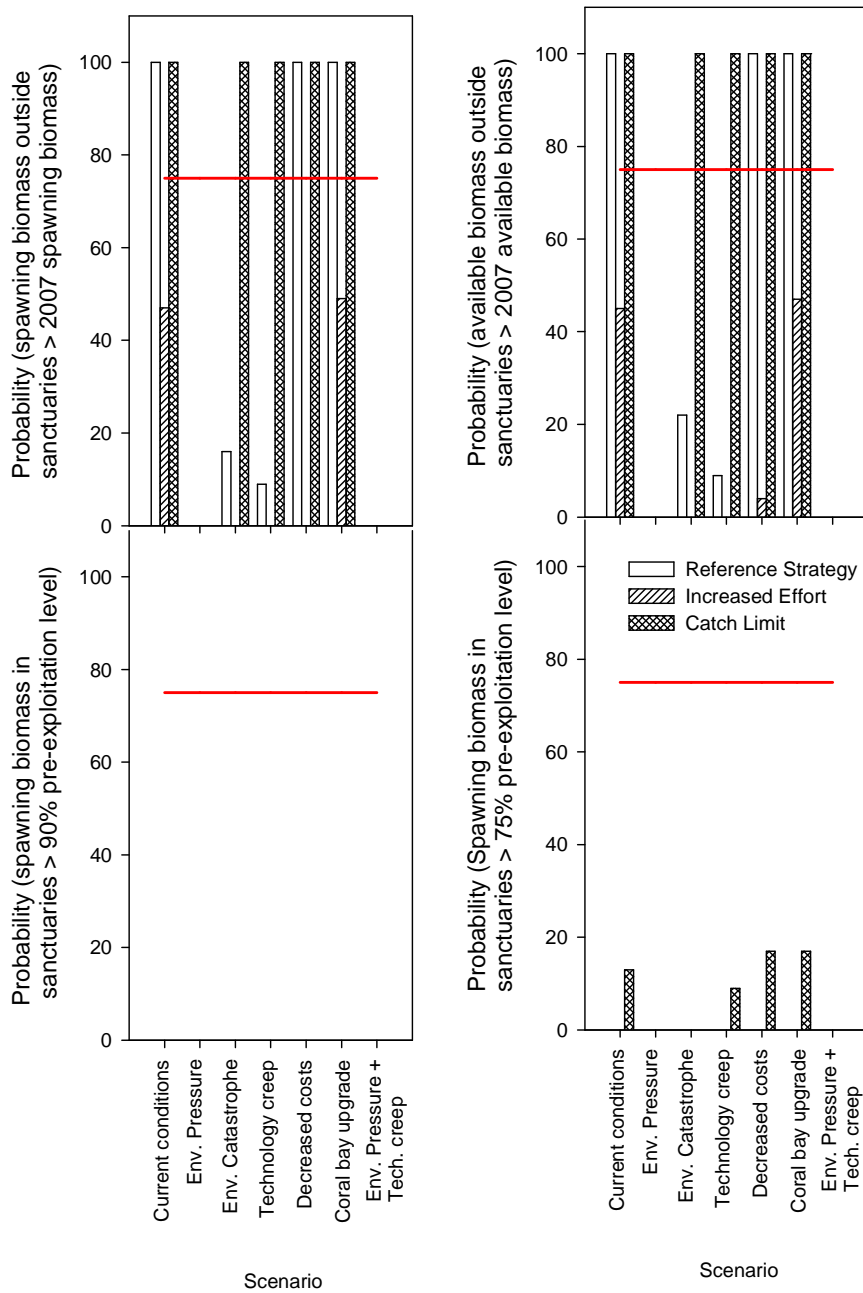 Probability (spawning biomass outside
sanctuaries > 2007 spawning biomass)
100
80
60
40
20
0
Probability (available biomass outside
sanctuaries > 2007 available biomass)
100
80
60
40
20
0
Probability (spawning biomass in
sanctuaries > 90% pre-exploitation level)
100
80
60
40
20
0
Current conditions
Env. Pressure
Env. Catastrophe
Technology creep
Decreased costs
Coral bay upgrade
Env. Pressure +
Tech. creep
Scenario
Probability (Spawning biomass in
sanctuaries > 75% pre-exploitation level)
100
80
60
40
20
0
Reference Strategy
Increased Effort
Catch Limit
Current conditions
Env. Pressure
Env. Catastrophe
Technology creep
Decreased costs
Coral bay upgrade
Env. Pressure +
Tech. creep
Scenario